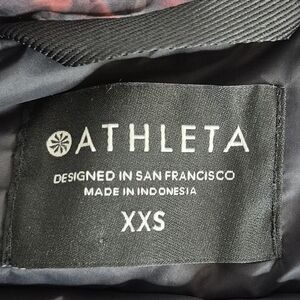 ATHLETA
DESIGNED IN SAN FRANCISCO
MADE IN INDONESIA
XXS